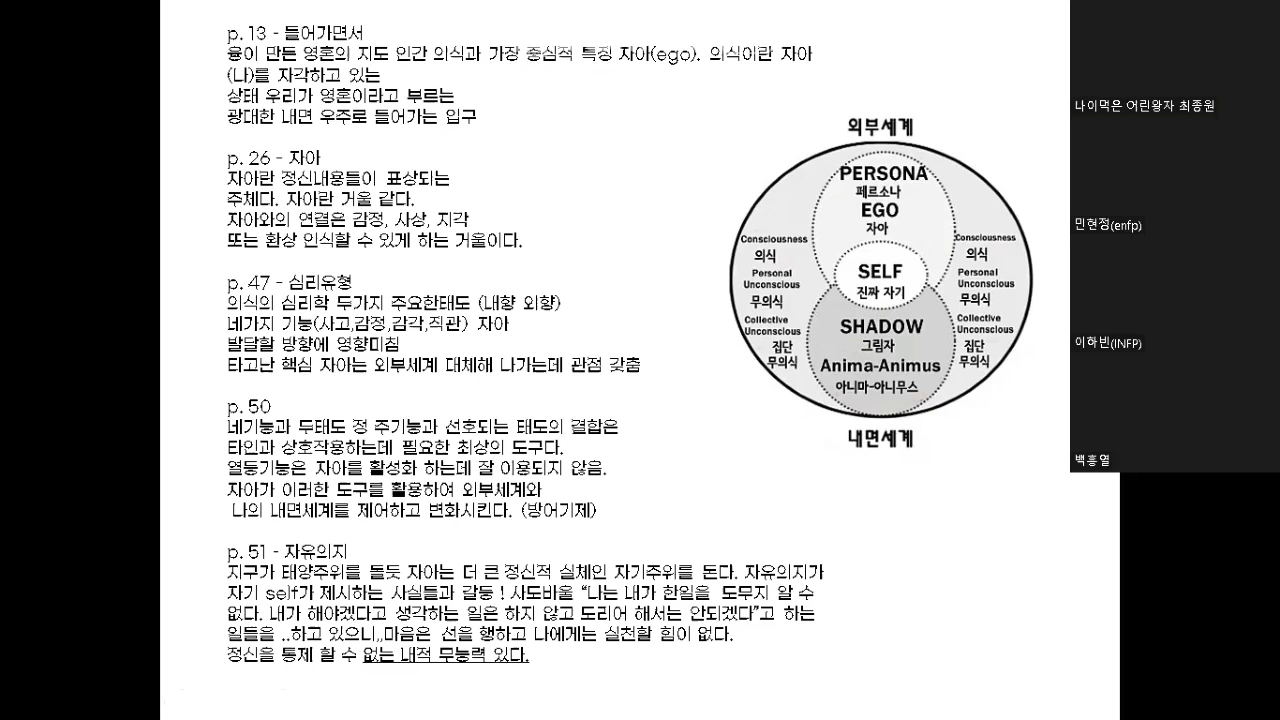 p. 13 - 들어가면서
융이 만든 영혼의 지도 인간 의식과 가장 중심적 특징 자아(ego). 의식이란 자아
(나)를 자각하고 있는
상태 우리가 영혼이라고 부르는
광대한 내면 우주로 들어가는 입구
p. 26 - 자아
자아란 정신내용들이 표상되는
주체다. 자아란 거울 같다.
자아와의 연결은 감정, 사상, 지각
또는 환상 인식할 수 있게 하는 거울이다.
p. 47 - 심리유형
의식의 심리학 두가지 주요한태도 (내향 외향)
네가지 기능(사고,감정,감각,직관) 자아
발달할 방향에 영향미침
타고난 핵심 자아는 외부세계 대체해 나가는데 관점 갖춤
p. 50
네기능과 두태도 정 주기능과 선호되는 태도의 결합은
타인과 상호작용하는데 필요한 최상의 도구다.
열등기능은 자아를 활성화 하는데 잘 이용되지 않음.
자아가 이러한 도구를 활용하여 외부세계와
나의 내면세계를 제어하고 변화시킨다. (방어기제)
p. 51 - 자유의지
지구가 태양주위를 돌듯 자아는 더 큰 정신적 실체인 자기주위를 돈다. 자유의지가
자기 self가 제시하는 사실들과 갈등 ! 사도바울 “나는 내가 한일을 도무지 알 수
없다. 내가 해야겠다고 생각하는 일은 하지 않고 도리어 해서는 안되겠다”고 하는
일들을 ..하고 있으니,,마음은 선을 행하고 나에게는 실천할 힘이 없다.
정신을 통제 할 수 없는 내적 무능력 있다.
외부세계
PERSONA
페르소나
EGO
자아
Consciousness
의식
Personal
Unconscious
무의식
Collective
Unconscious
집단
무의식
SELF
진짜 자기
Consciousness
의식
Personal
Unconscious
무의식
Collective
Unconscious
집단
무의식
SHADOW
그림자
Anima-Animus
아니마-아니무스
내면세계
나이먹은 어린왕자 최종원
민현정(enfp)
이하빈(INFP)
백흥열